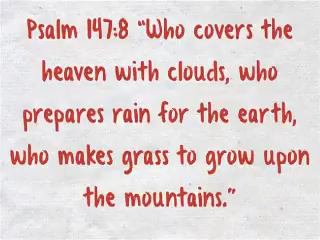 Psalm 147:8 “Who covers the
heaven with clouds, who
prepares rain for the earth,
who makes grass to grow upon
the mountains.”